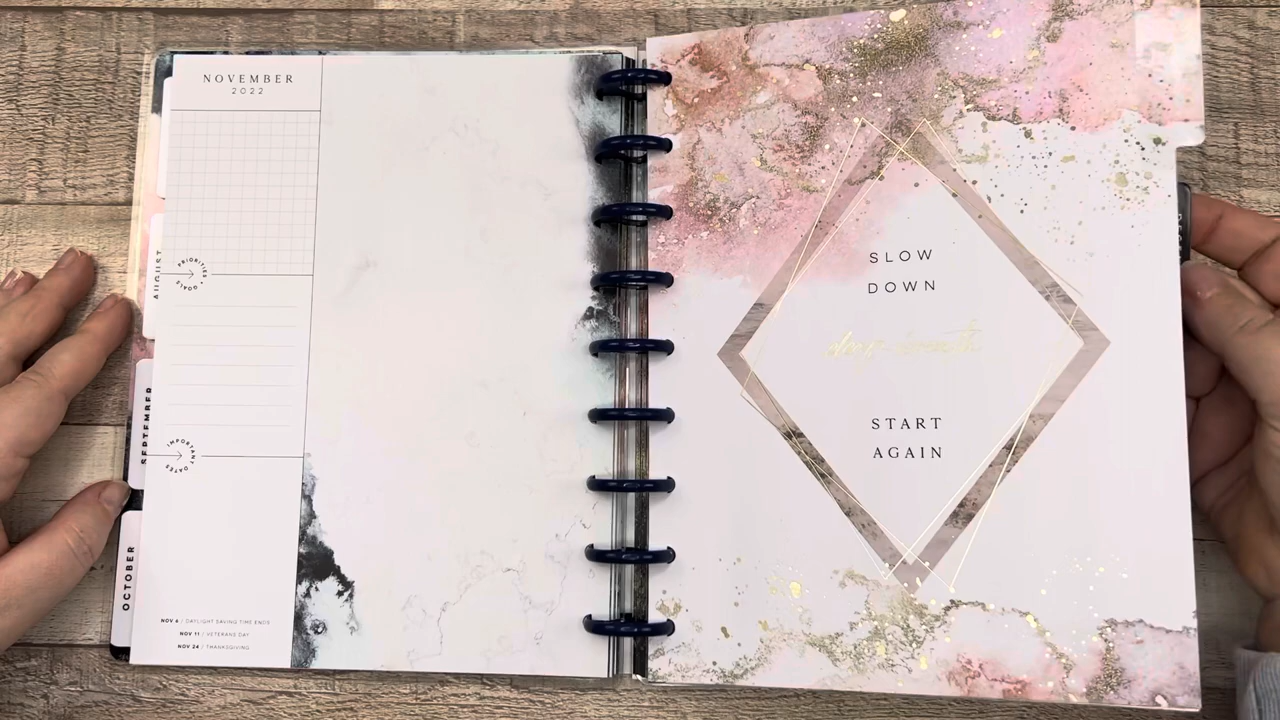 NOVEMBER
2022
PRIORITIES • GOALS
IMPORTANT DATES
NOV 6 / DAYLIGHT SAVING TIME ENDS
NOV 11 / VETERANS DAY
NOV 24 / THANKSGIVING
AUGUST
SEPTEMBER
OCTOBER
SLOW
DOWN
deep breath
START
AGAIN